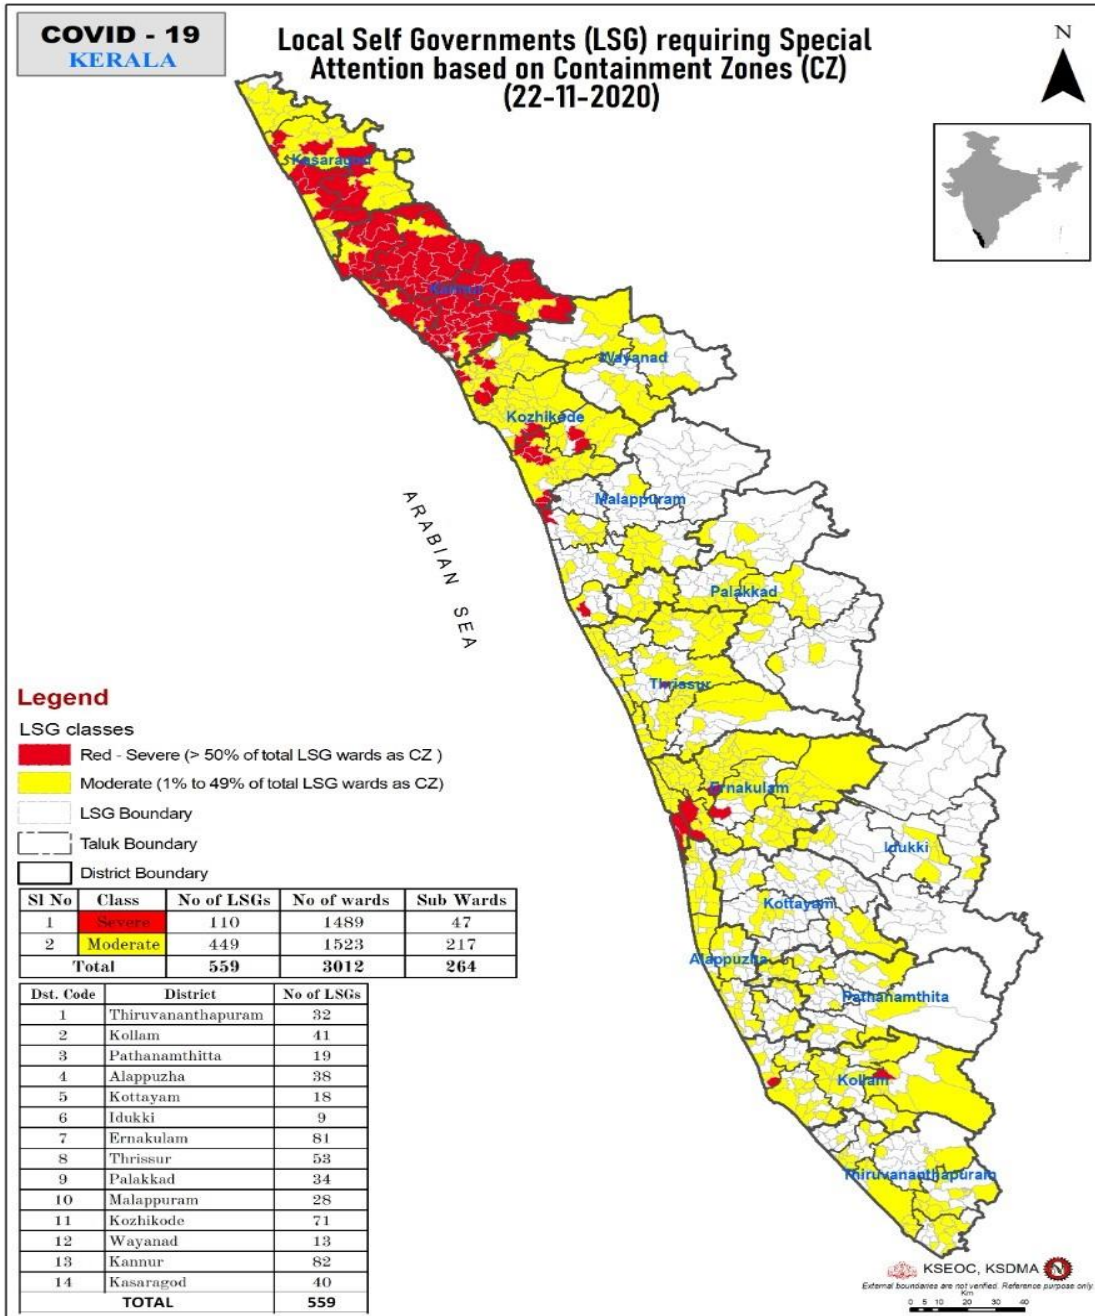 COVID - 19
KERALA
Local Self Governments (LSG) requiring Special
Attention based on Containment Zones (CZ)
(22-11-2020)
N
Kasaragod
Kannur
Wayanad
Kozhikode
Malappuram
ARABIAN SEA
Palakkad
Thrissur
Ernakulam
Idukki
Kottayam
Alappuzha
Pathanamthita
Kollam
Thiruvananthapuram
Legend
LSG classes
Red - Severe (> 50% of total LSG wards as CZ )
Moderate (1% to 49% of total LSG wards as CZ)
LSG Boundary
Taluk Boundary
District Boundary
Sl No Class No of LSGs No of wards Sub Wards
1 Severe 110 1489 47
2 Moderate 449 1523 217
Total 559 3012 264
Dst. Code District No of LSGs
1 Thiruvananthapuram 32
2 Kollam 41
3 Pathanamthitta 19
4 Alappuzha 38
5 Kottayam 18
6 Idukki 9
7 Ernakulam 81
8 Thrissur 53
9 Palakkad 34
10 Malappuram 28
11 Kozhikode 71
12 Wayanad 13
13 Kannur 82
14 Kasaragod 40
TOTAL 559
KSEOC, KSDMA
External boundaries are not verified. Reference purpose only.
Km
0 5 10 20 30 40